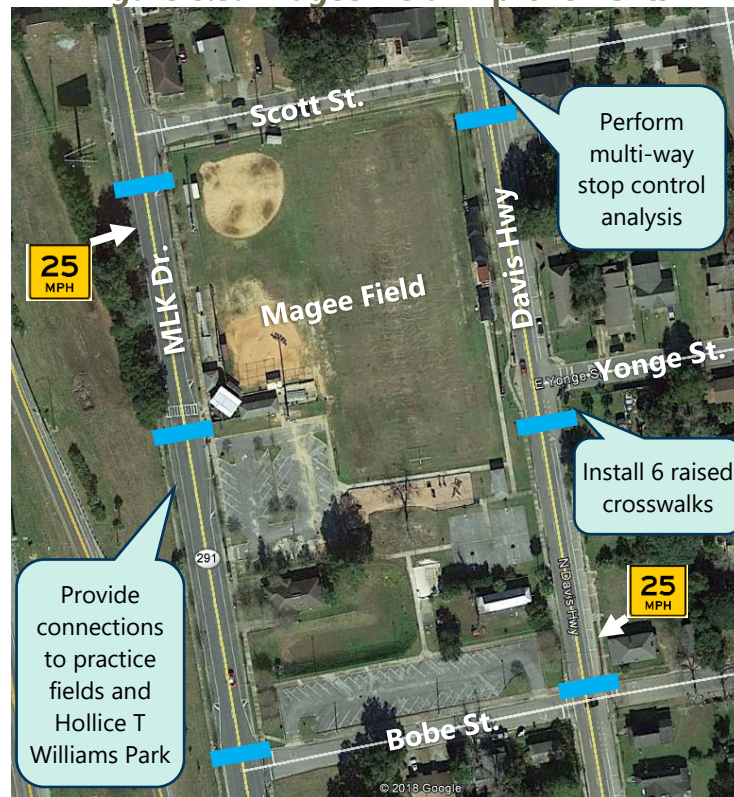 Scott St.
Perform
multi-way
stop control
analysis
25
MPH
MLK Dr.
Davis Hwy
Magee Field
E Yonge S
Yonge St.
Install 6 raised
crosswalks
291
N Davis Hwy
25
MPH
Provide
connections
to practice
fields and
Hollice T
Williams Park
Bobe St.
© 2018 Google